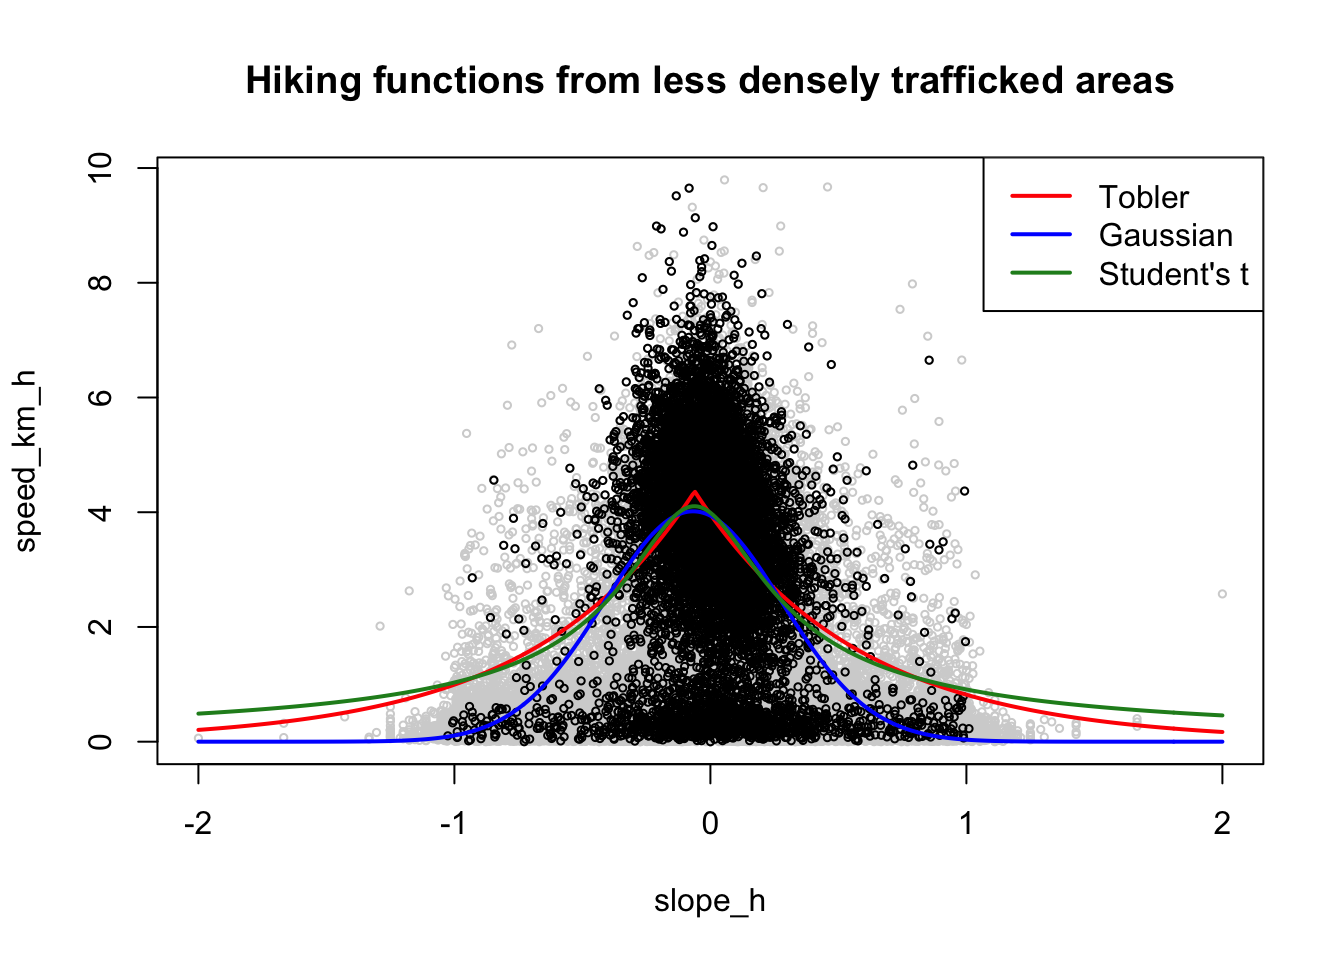 Hiking functions from less densely trafficked areas
Tobler
Gaussian
Student's t
speed_km_h
10
8
6
4
2
0
-2 -1 0 1 2
slope_h